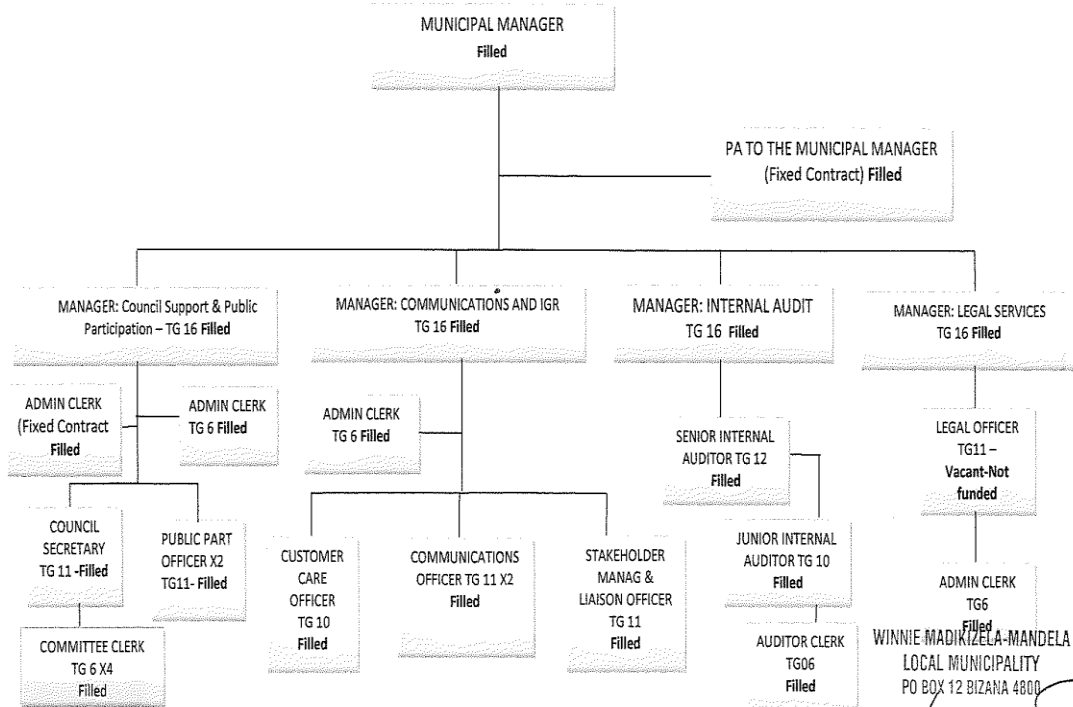 MUNICIPAL MANAGER
Filled
PA TO THE MUNICIPAL MANAGER
(Fixed Contract) Filled
MANAGER: Council Support & Public
Participation – TG 16 Filled
MANAGER: COMMUNICATIONS AND IGR
TG 16 Filled
MANAGER: INTERNAL AUDIT
TG 16 Filled
MANAGER: LEGAL SERVICES
TG 16 Filled
ADMIN CLERK
(Fixed Contract
Filled
ADMIN CLERK
TG 6 Filled
ADMIN CLERK
TG 6 Filled
SENIOR INTERNAL
AUDITOR TG 12
Filled
LEGAL OFFICER
TG11 –
Vacant-Not
funded
COUNCIL
SECRETARY
TG 11 -Filled
PUBLIC PART
OFFICER X2
TG11- Filled
CUSTOMER
CARE
OFFICER
TG 10
Filled
COMMUNICATIONS
OFFICER TG 11 X2
Filled
STAKEHOLDER
MANAG &
LIAISON OFFICER
TG 11
Filled
JUNIOR INTERNAL
AUDITOR TG 10
Filled
ADMIN CLERK
TG6
Filled
COMMITTEE CLERK
TG 6 X4
Filled
AUDITOR CLERK
TG06
Filled
WINNIE MADIKIZELA-MANDELA
LOCAL MUNICIPALITY
PO BOX 12 BIZANA 4800